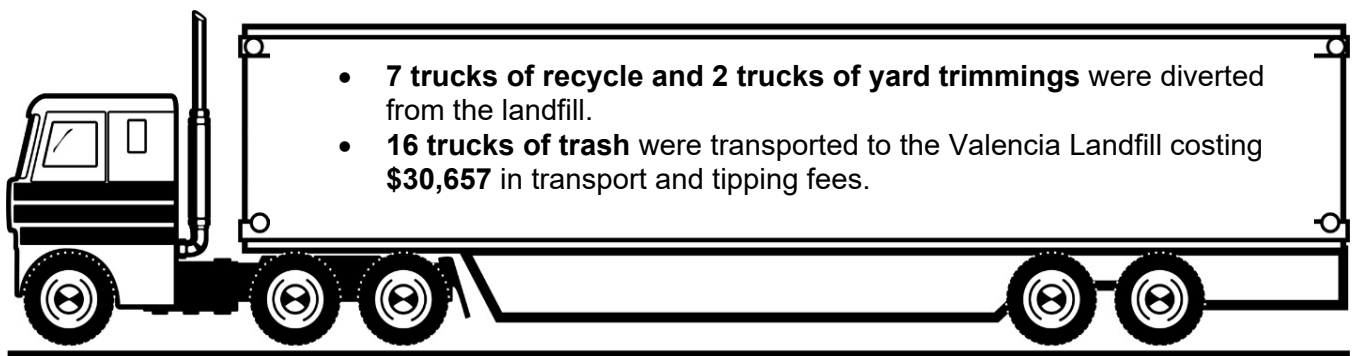 • 7 trucks of recycle and 2 trucks of yard trimmings were diverted
from the landfill.
• 16 trucks of trash were transported to the Valencia Landfill costing
$30,657 in transport and tipping fees.